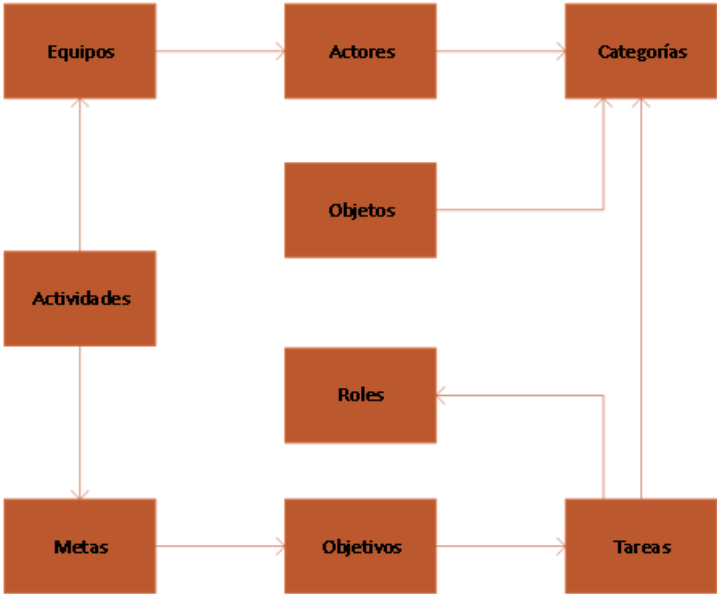 Equipos
Actores
Categorías
Objetos
Actividades
Roles
Metas
Objetivos
Tareas